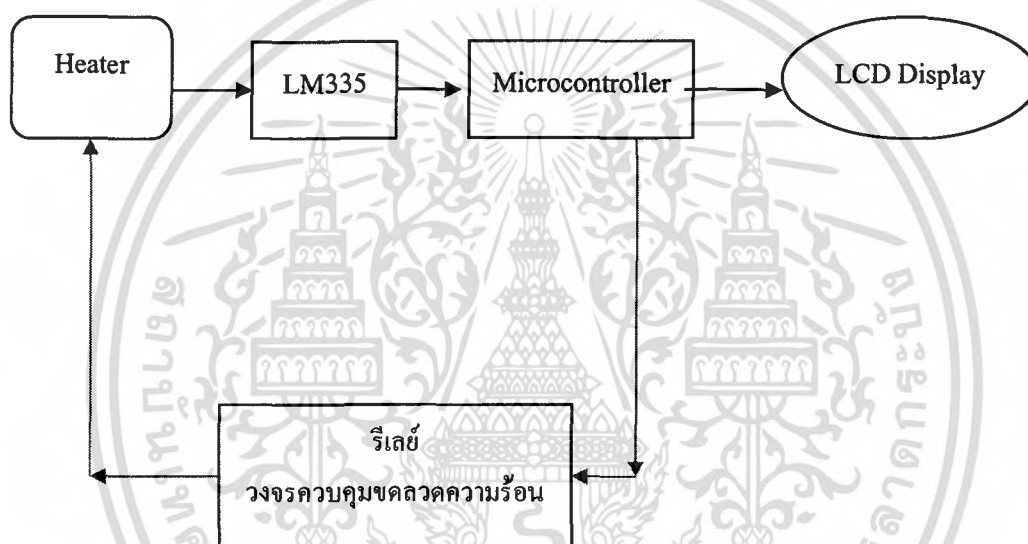 Heater
LM335
Microcontroller
LCD Display
รีเลย์
วงจรควบคุมขดลวดความร้อน